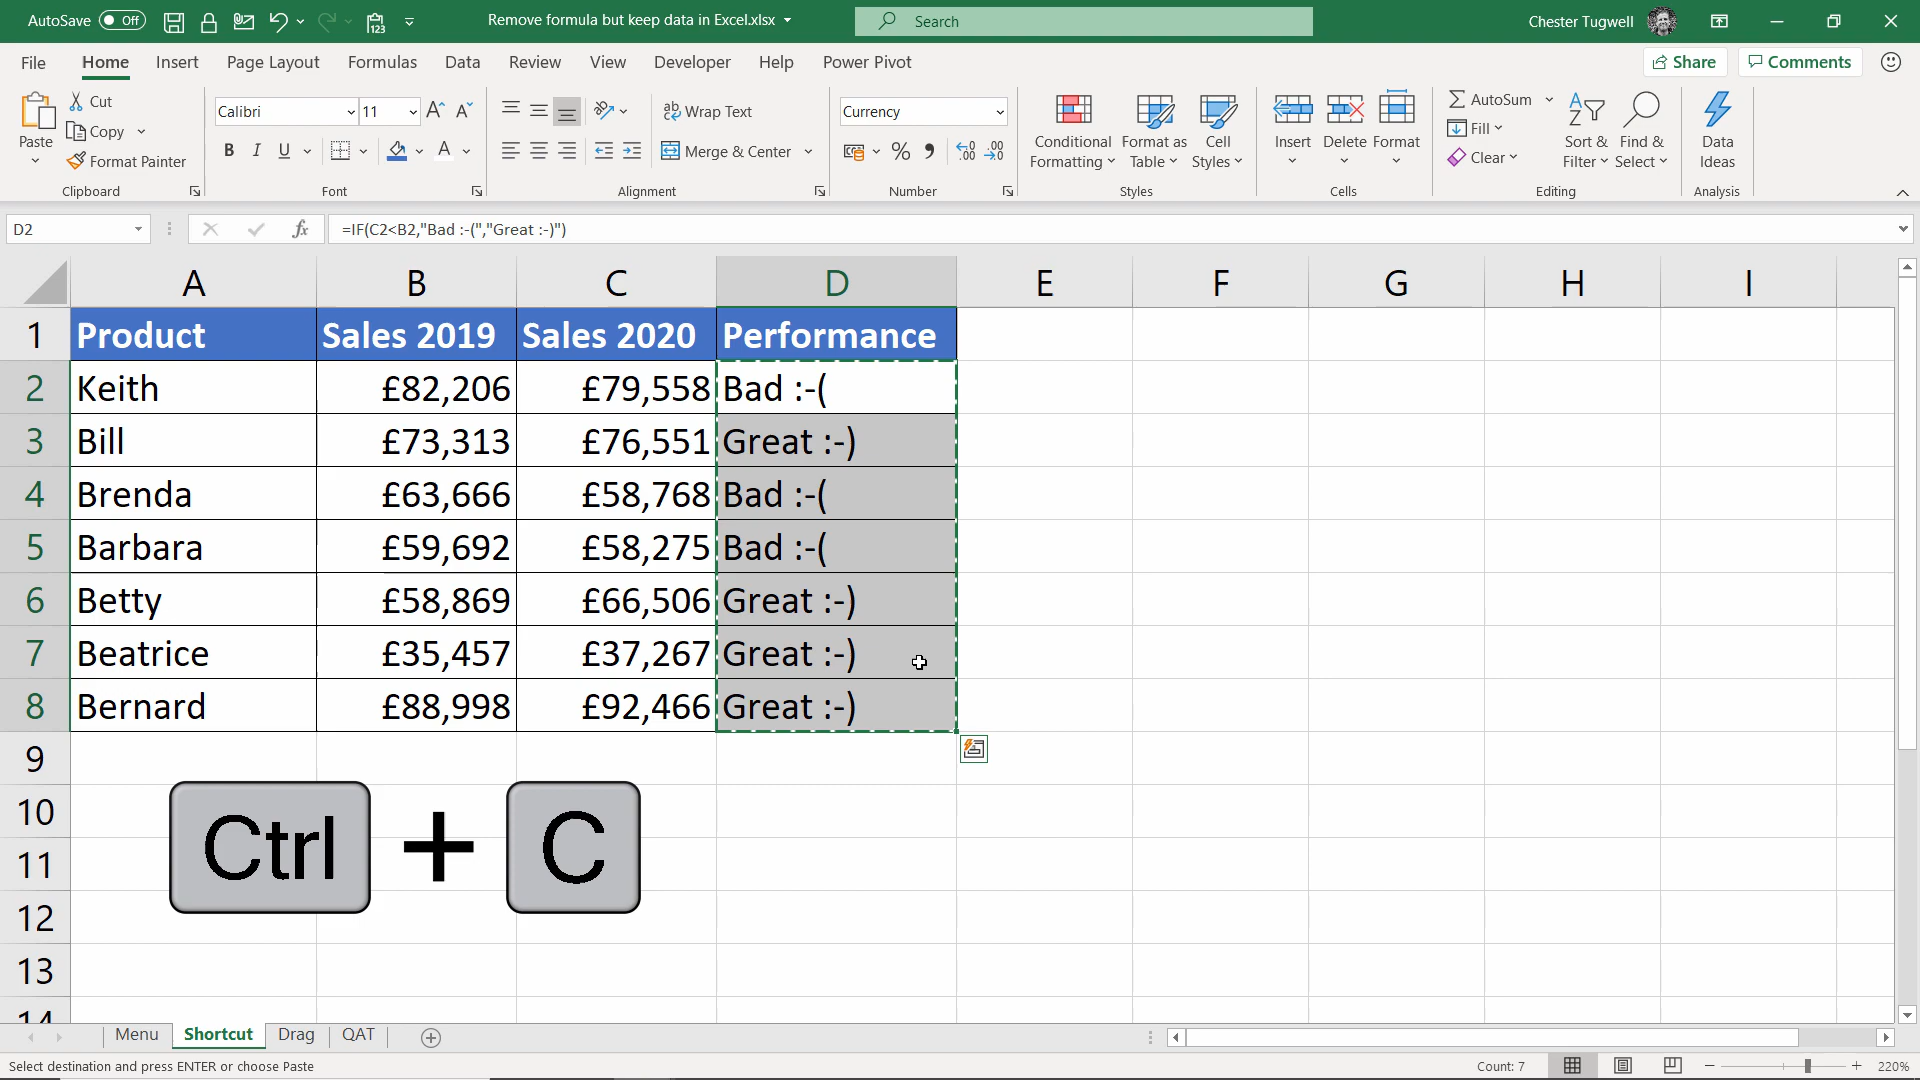 AutoSave Off Remove formula but keep data in Excel.xlsx Search Chester Tugwell
File Home Insert Page Layout Formulas Data Review View Developer Help Power Pivot Share Comments
Paste Cut Copy Format Painter
Clipboard
Calibri 11
B I U A
Font
ab Wrap Text
Merge & Center
Alignment
Currency
% 9 .00 .00
Number
Conditional Formatting Format as Table Cell Styles
Styles
Insert Delete Format
Cells
AutoSum
Fill
Clear
Sort & Filter Find & Select
Editing
Data Ideas
Analysis
D2 fx =IF(C2<B2,"Bad :-(","Great :-)")
A B C D E F G H I
1 Product Sales 2019 Sales 2020 Performance
2 Keith £82,206 £79,558 Bad :-(
3 Bill £73,313 £76,551 Great :-)
4 Brenda £63,666 £58,768 Bad :-(
5 Barbara £59,692 £58,275 Bad :-(
6 Betty £58,869 £66,506 Great :-)
7 Beatrice £35,457 £37,267 Great :-)
8 Bernard £88,998 £92,466 Great :-)
9
10
11
12
13
14
Ctrl + C
Menu Shortcut Drag QAT
Select destination and press ENTER or choose Paste Count: 7 220%